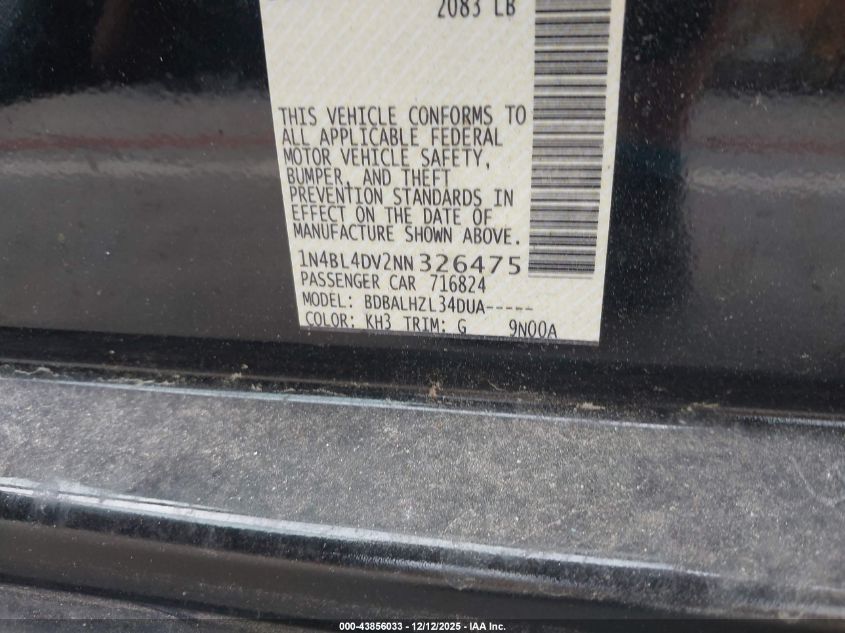 2083 LB
THIS VEHICLE CONFORMS TO
ALL APPLICABLE FEDERAL
MOTOR VEHICLE SAFETY,
BUMPER, AND THEFT
PREVENTION STANDARDS IN
EFFECT ON THE DATE OF
MANUFACTURE SHOWN ABOVE.
1N4BL4DV2NN326475
PASSENGER CAR 716824
MODEL: BDBALHZL34DUA-----
COLOR: KH3 TRIM: G 9N00A
000-43856033 - 12/12/2025 - IAA Inc.